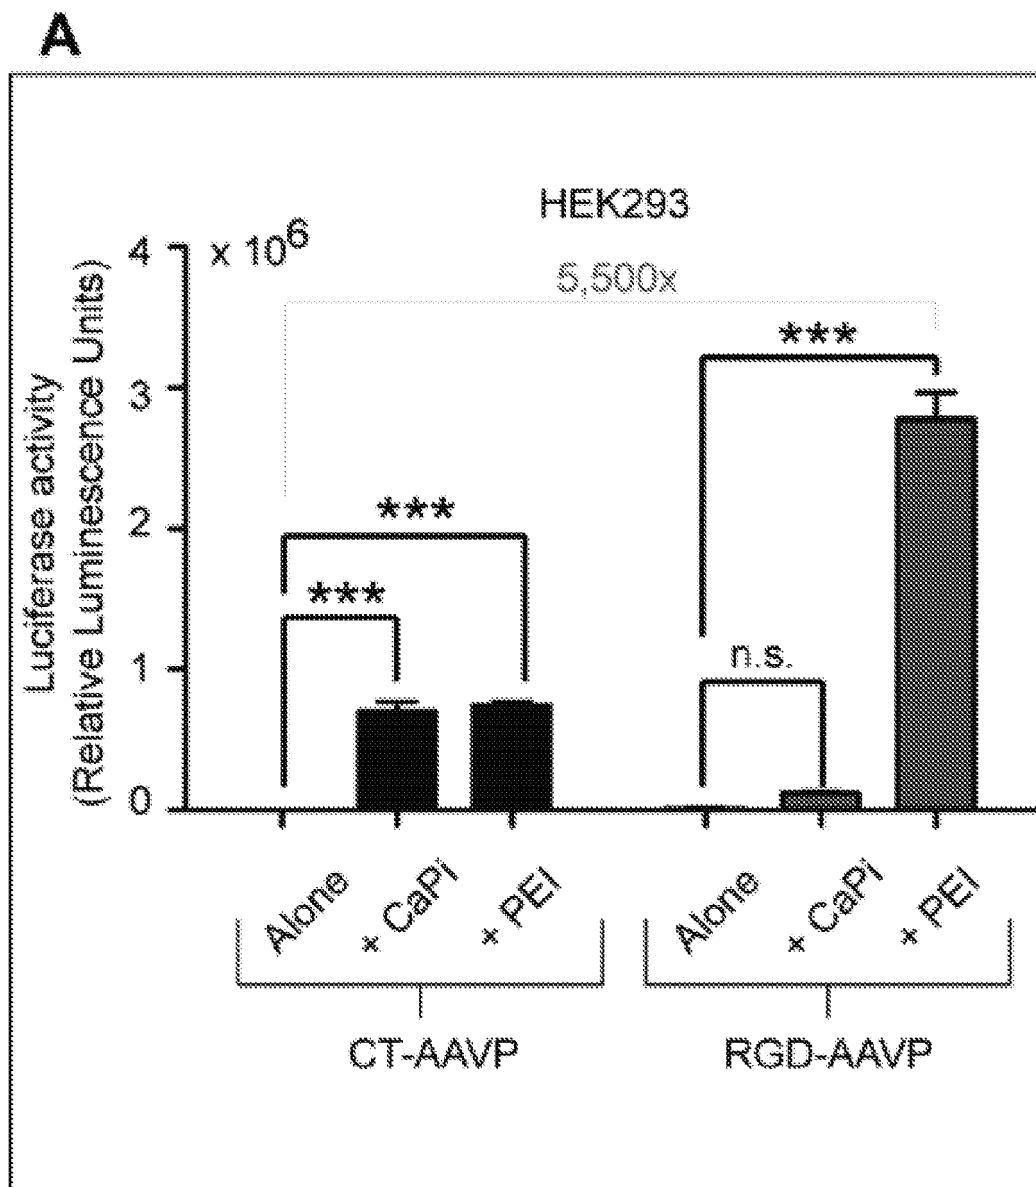 A
HEK293
4
x 10^6
5,500x
***
3
***
2
***
n.s.
1
0
Luciferase activity
(Relative Luminescence Units)
Alone
+ CaPi
+ PEI
Alone
+ CaPi
+ PEI
CT-AAVP
RGD-AAVP